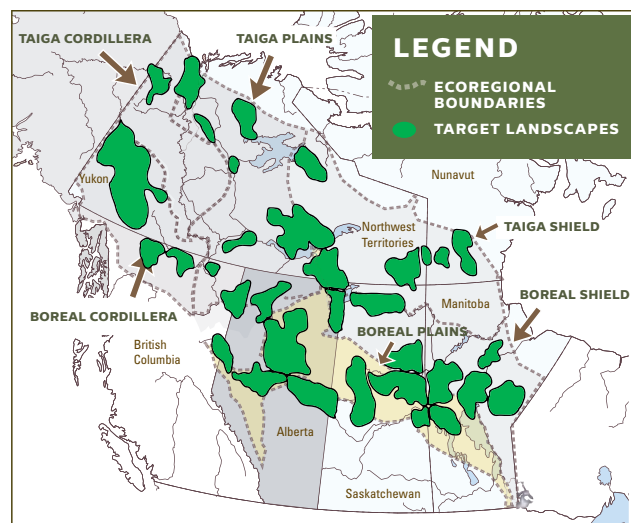 TAIGA CORDILLERA
TAIGA PLAINS
LEGEND
ECOREGIONAL
BOUNDARIES
TARGET LANDSCAPES
Yukon
Nunavut
Northwest
Territories
TAIGA SHIELD
BOREAL SHIELD
Manitoba
BOREAL CORDILLERA
BOREAL PLAINS
British
Columbia
Alberta
Saskatchewan